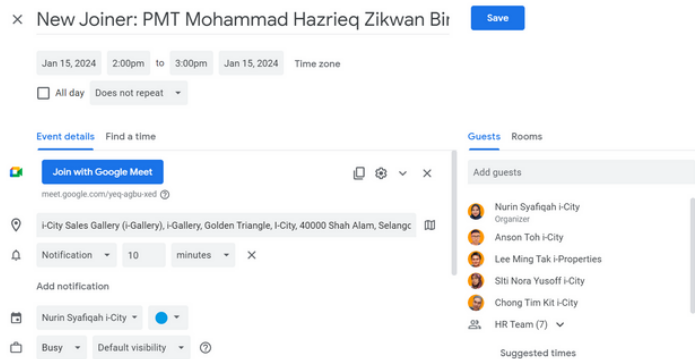 New Joiner: PMT Mohammad Hazrieq Zikwan Bir
Save
Jan 15, 2024 2:00pm to 3:00pm Jan 15, 2024 Time zone
All day Does not repeat
Event details Find a time
Join with Google Meet
meet.google.com/yeq-agbu-xed
i-City Sales Gallery (i-Gallery), i-Gallery, Golden Triangle, I-City, 40000 Shah Alam, Selangc
Notification 10 minutes
Add notification
Nurin Syafiqah i-City
Busy Default visibility
Guests Rooms
Add guests
Nurin Syafiqah i-City
Organizer
Anson Toh i-City
Lee Ming Tak i-Properties
SIti Nora Yusoff i-City
Chong Tim Kit i-City
HR Team (7)
Suggested times